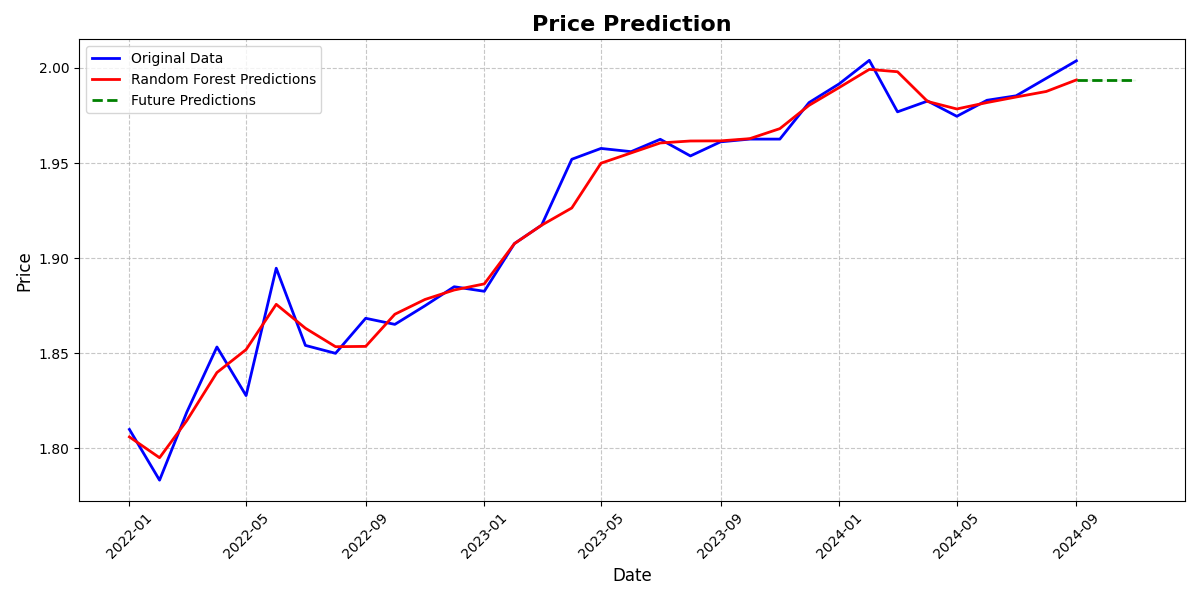 Price Prediction
Original Data
Random Forest Predictions
Future Predictions
Price
2.00
1.95
1.90
1.85
1.80
2022-01
2022-05
2022-09
2023-01
2023-05
2023-09
2024-01
2024-05
2024-09
Date